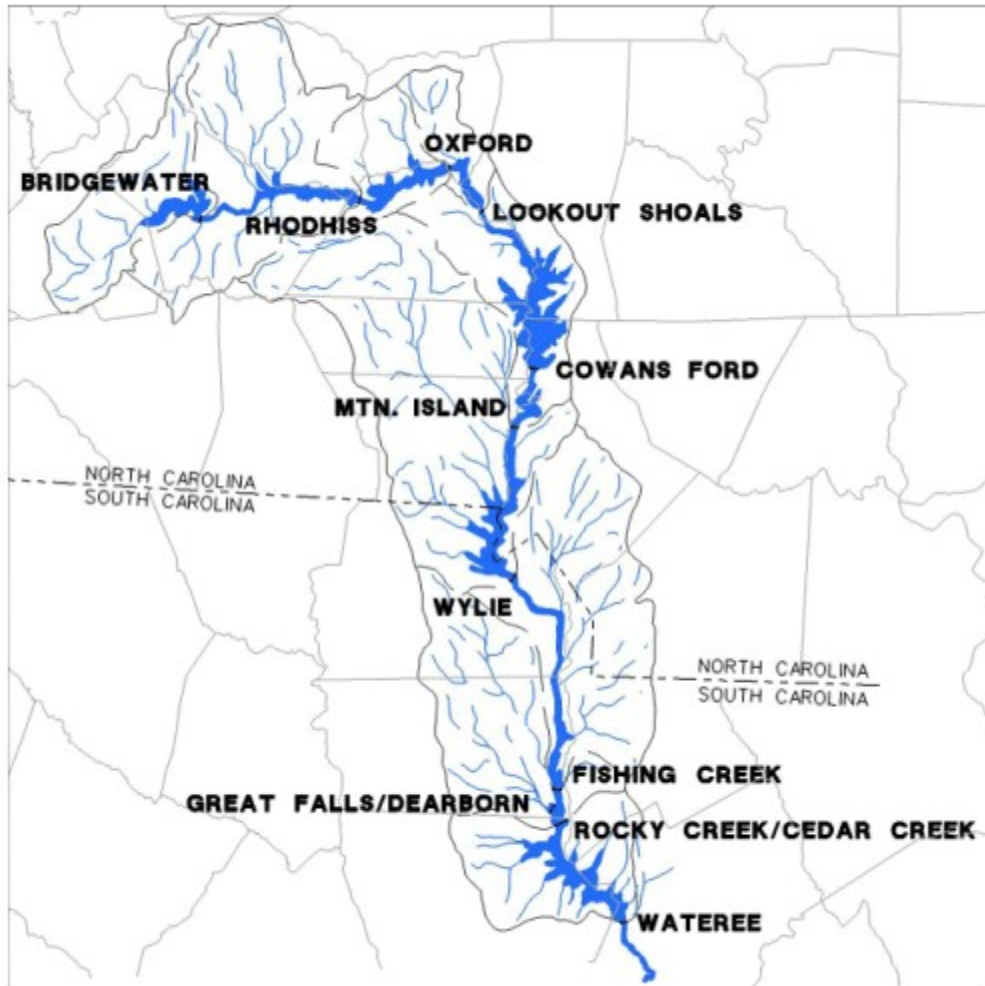 OXFORD
BRIDGEWATER
LOOKOUT SHOALS
RHODHISS
COWANS FORD
MTN. ISLAND
NORTH CAROLINA
SOUTH CAROLINA
WYLIE
NORTH CAROLINA
SOUTH CAROLINA
FISHING CREEK
GREAT FALLS/DEARBORN
ROCKY CREEK/CEDAR CREEK
WATEREE